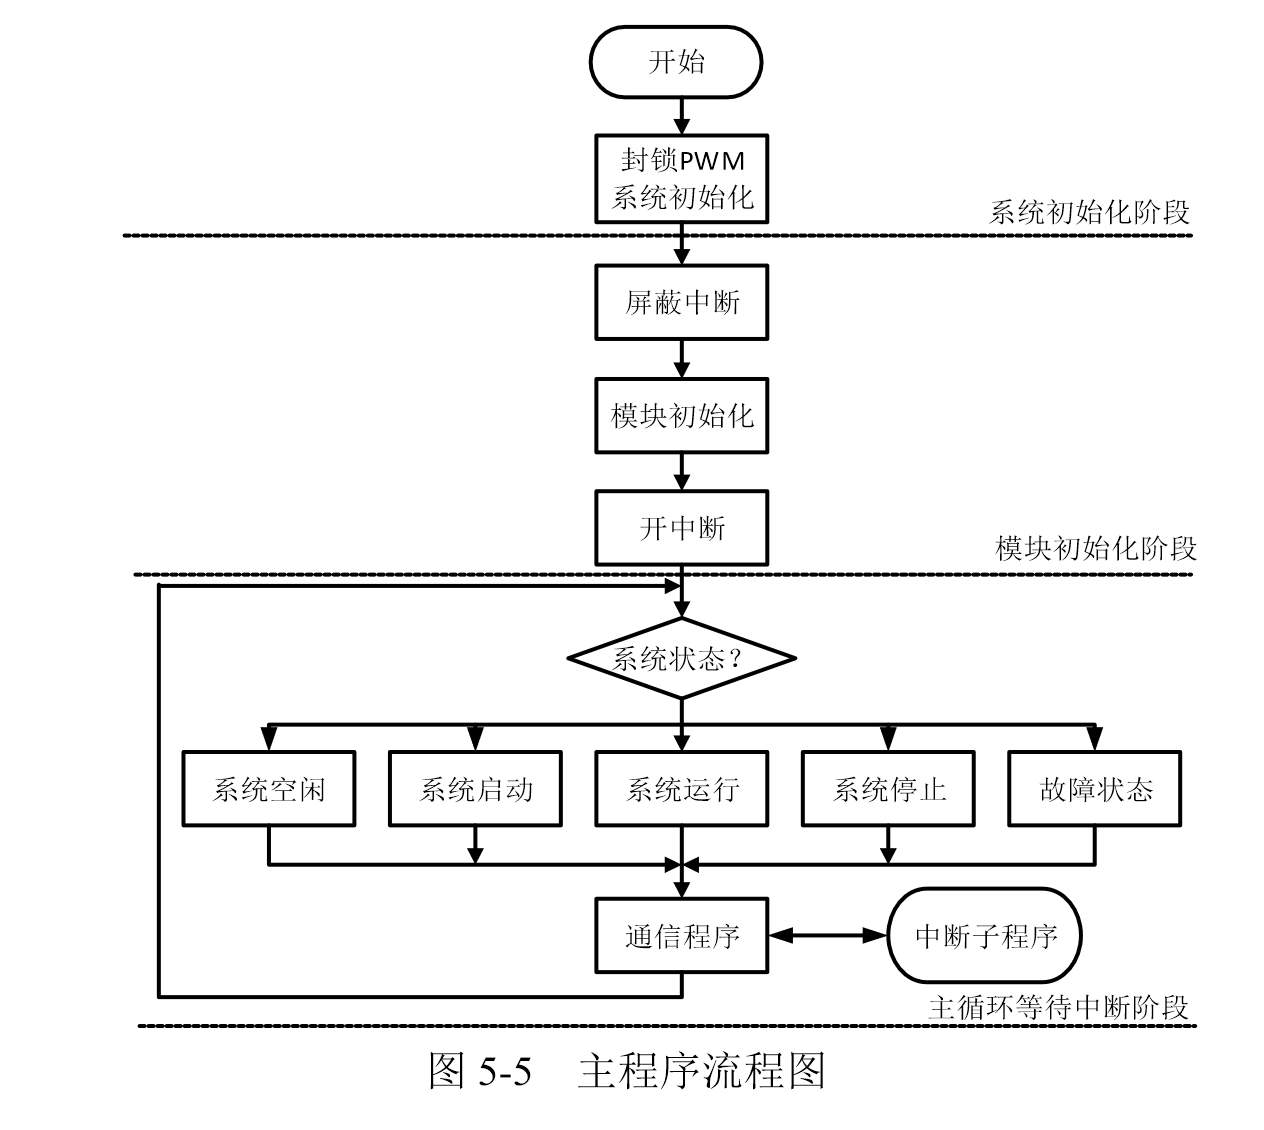 开始
封锁PWM
系统初始化
系统初始化阶段
屏蔽中断
模块初始化
开中断
模块初始化阶段
系统状态？
系统空闲
系统启动
系统运行
系统停止
故障状态
通信程序
中断子程序
主循环等待中断阶段
图 5-5 主程序流程图